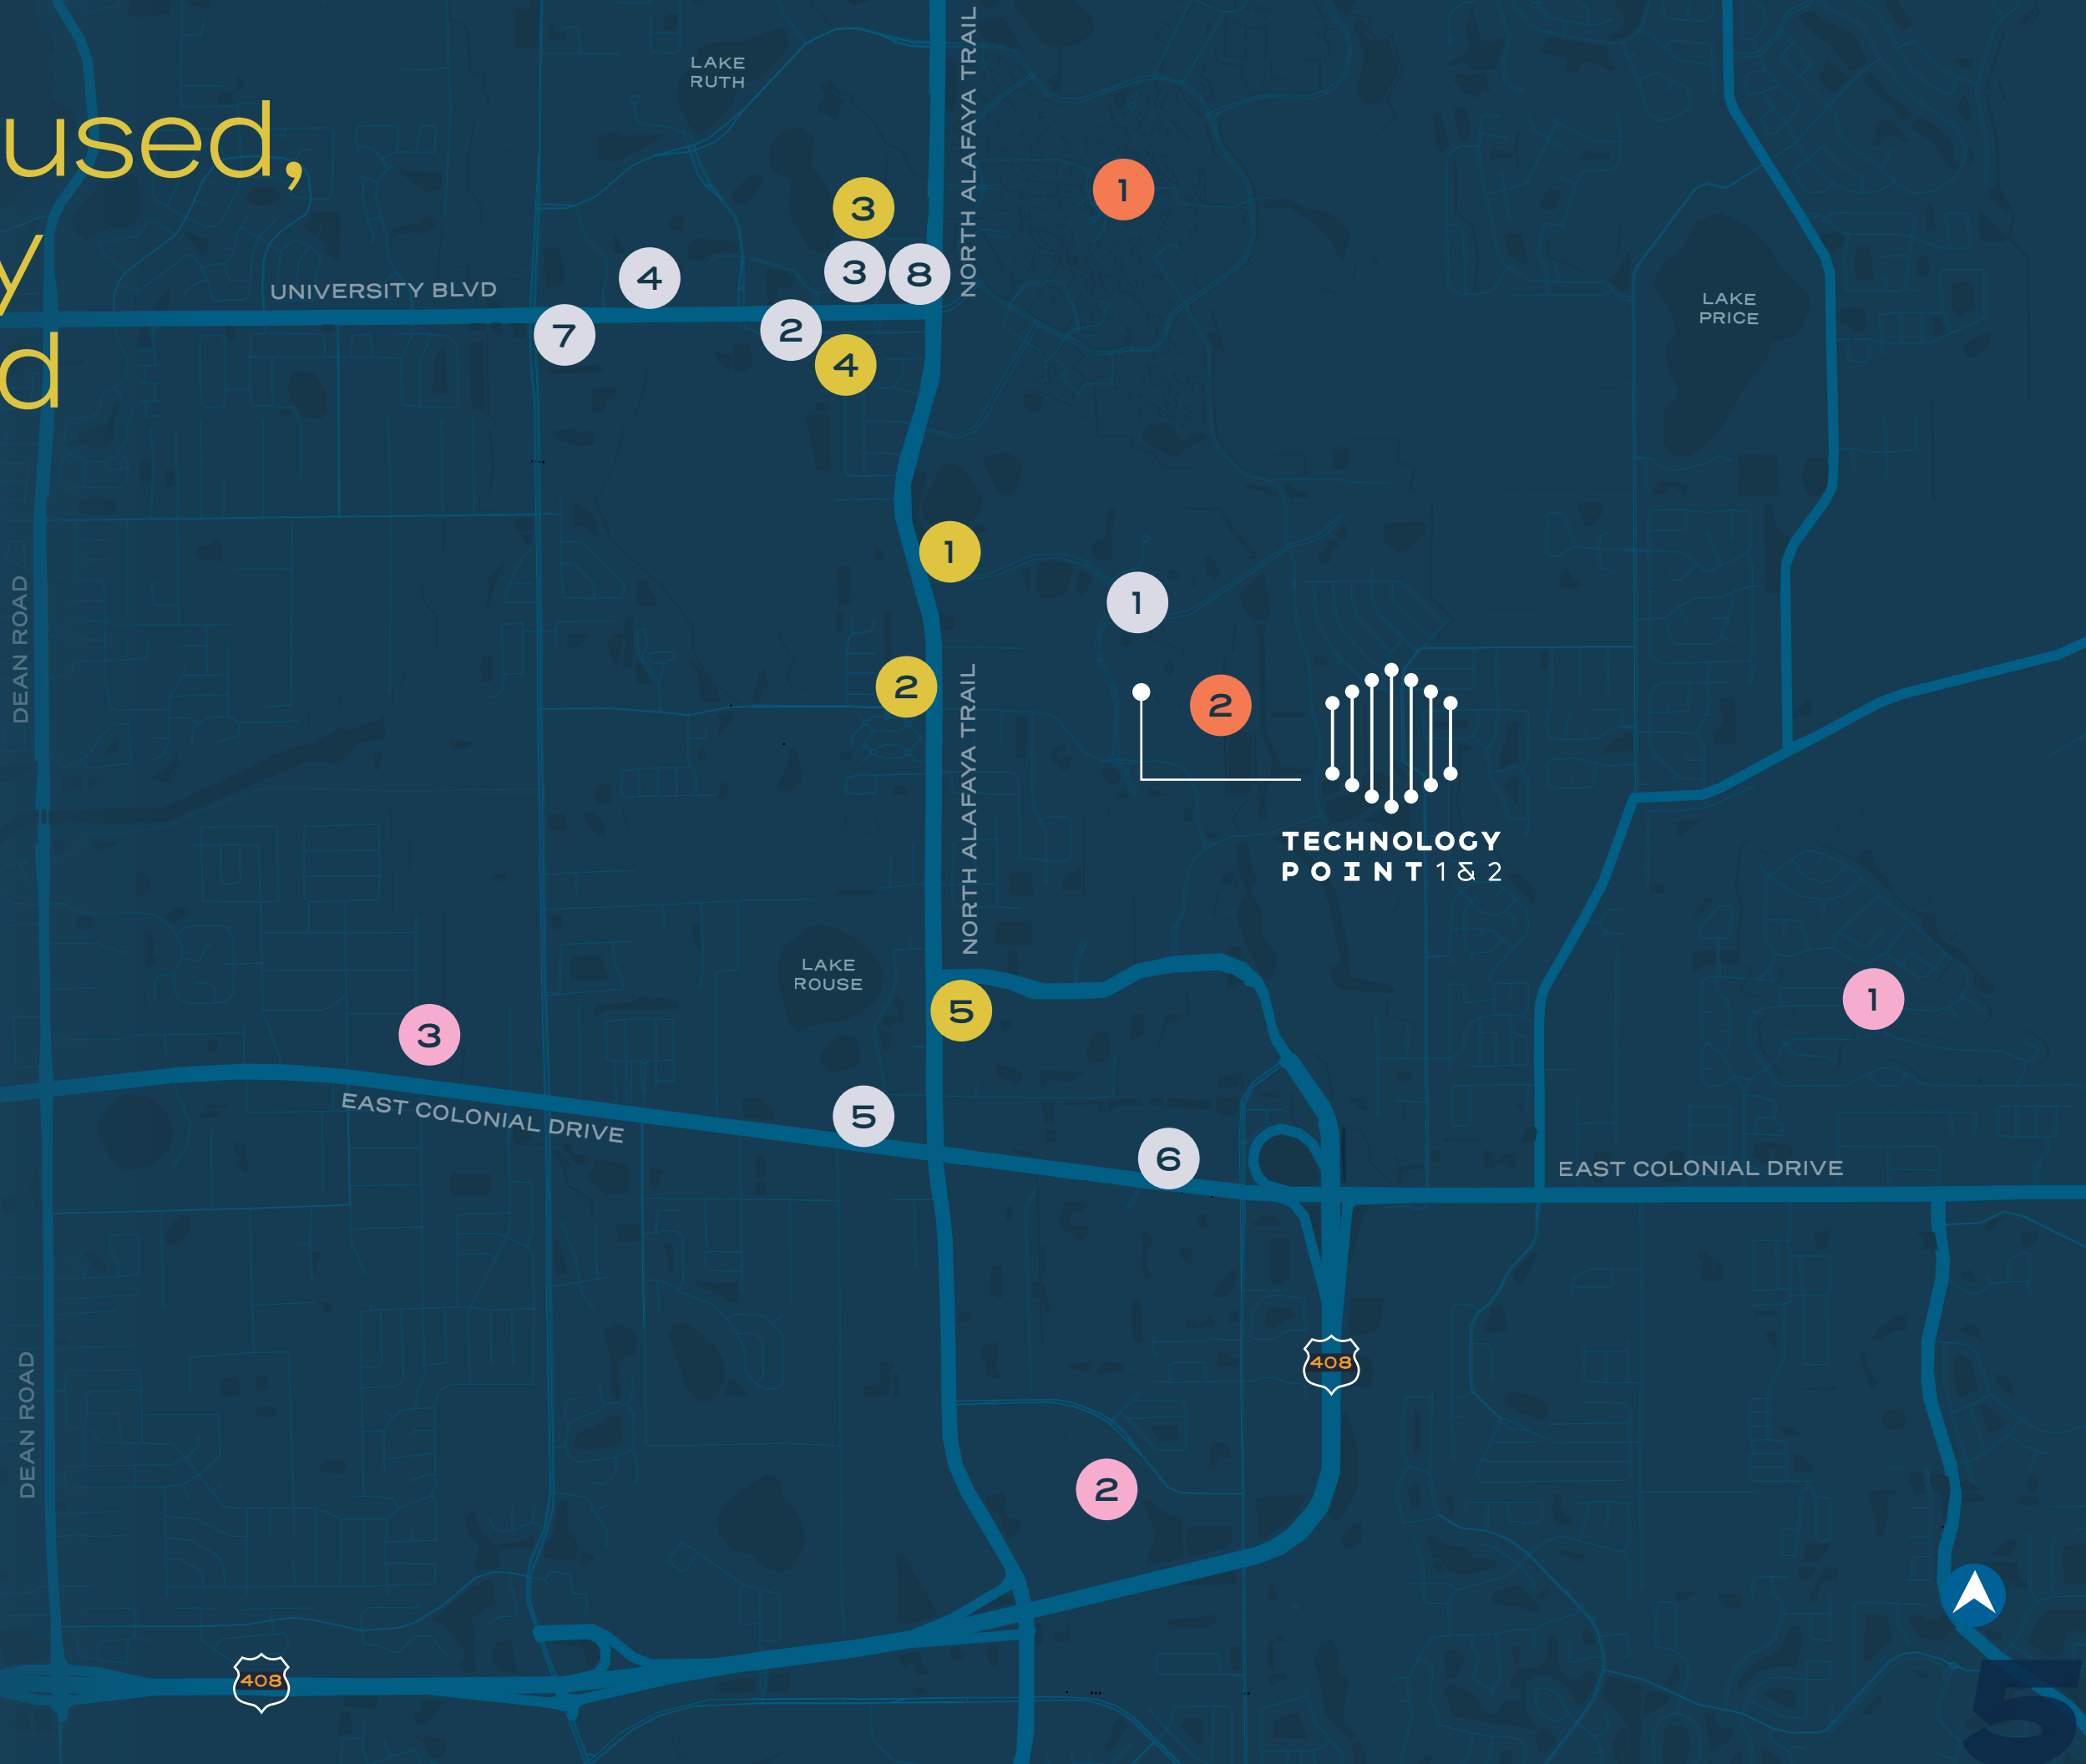 used,
y
d
LAKE
RUTH
NORTH ALAFAYA TRAIL
1
3
3
8
4
UNIVERSITY BLVD
7
2
4
LAKE
PRICE
1
1
DEAN ROAD
2
2
NORTH ALAFAYA TRAIL
TECHNOLOGY
POINT 1 & 2
LAKE
ROUSE
5
1
3
EAST COLONIAL DRIVE
5
6
EAST COLONIAL DRIVE
408
DEAN ROAD
2
408
5